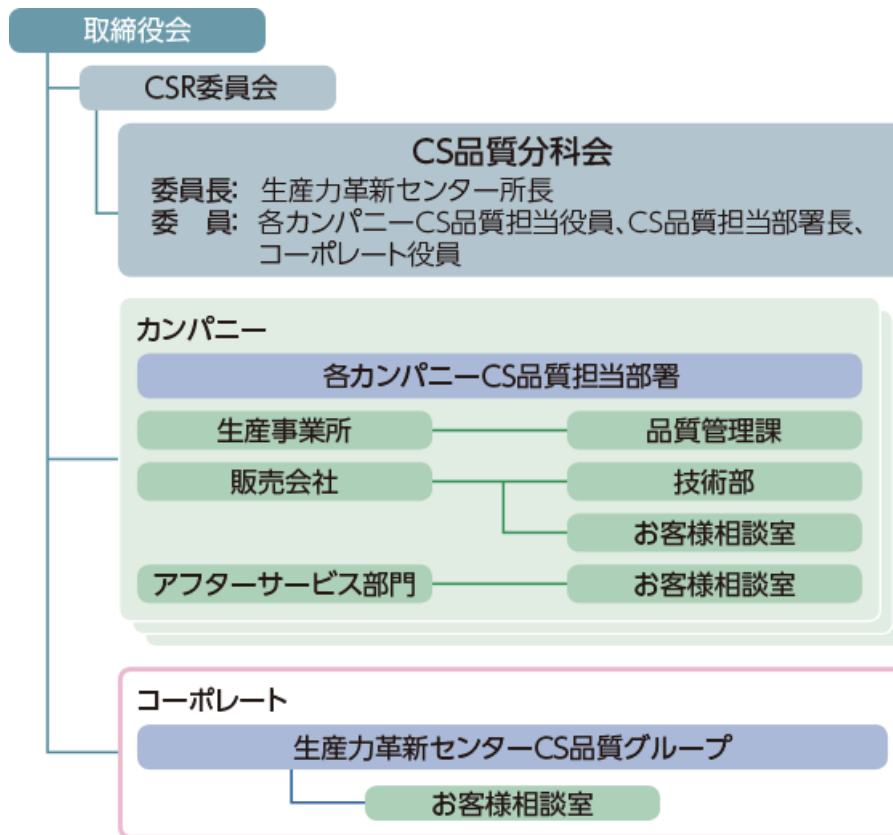 取締役会
CSR委員会
CS品質分科会
委員長: 生産力革新センター所長
委　員: 各カンパニーCS品質担当役員、CS品質担当部署長、
コーポレート役員
カンパニー
各カンパニーCS品質担当部署
生産事業所 品質管理課
販売会社 技術部
お客様相談室
アフターサービス部門 お客様相談室
コーポレート
生産力革新センターCS品質グループ
お客様相談室